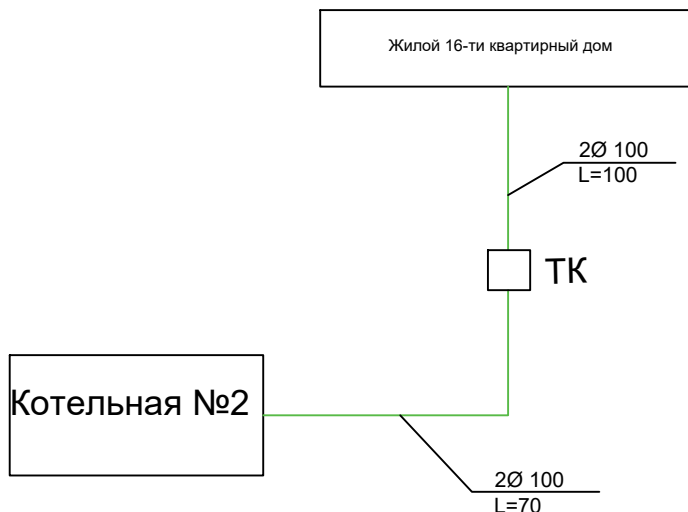 Жилой 16-ти квартирный дом
2Ø 100
L=100
ТК
Котельная №2
2Ø 100
L=70